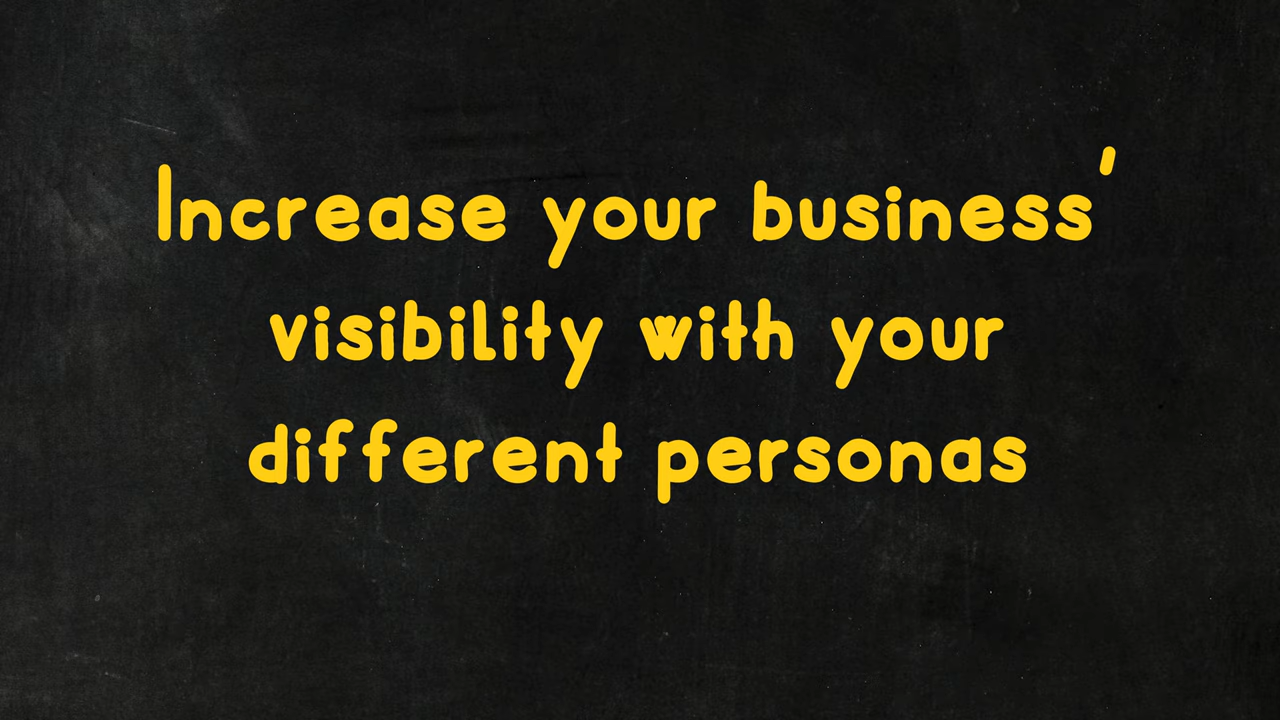 Increase your business'
visibility with your
different personas